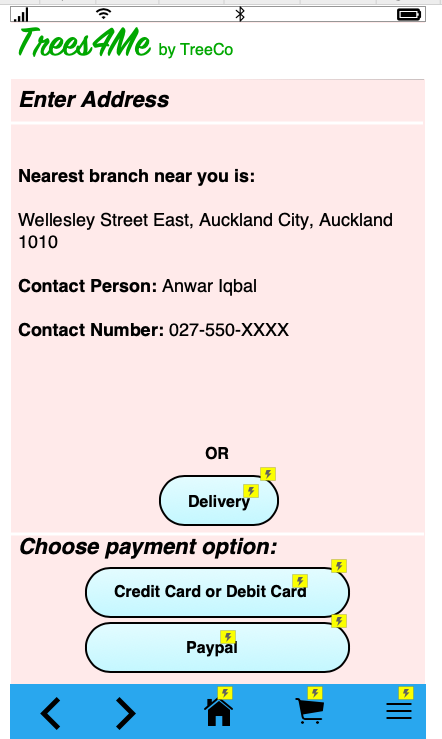 Trees4Me by TreeCo
Enter Address
Nearest branch near you is:
Wellesley Street East, Auckland City, Auckland
1010
Contact Person: Anwar Iqbal
Contact Number: 027-550-XXXX
OR
Delivery
Choose payment option:
Credit Card or Debit Card
Paypal